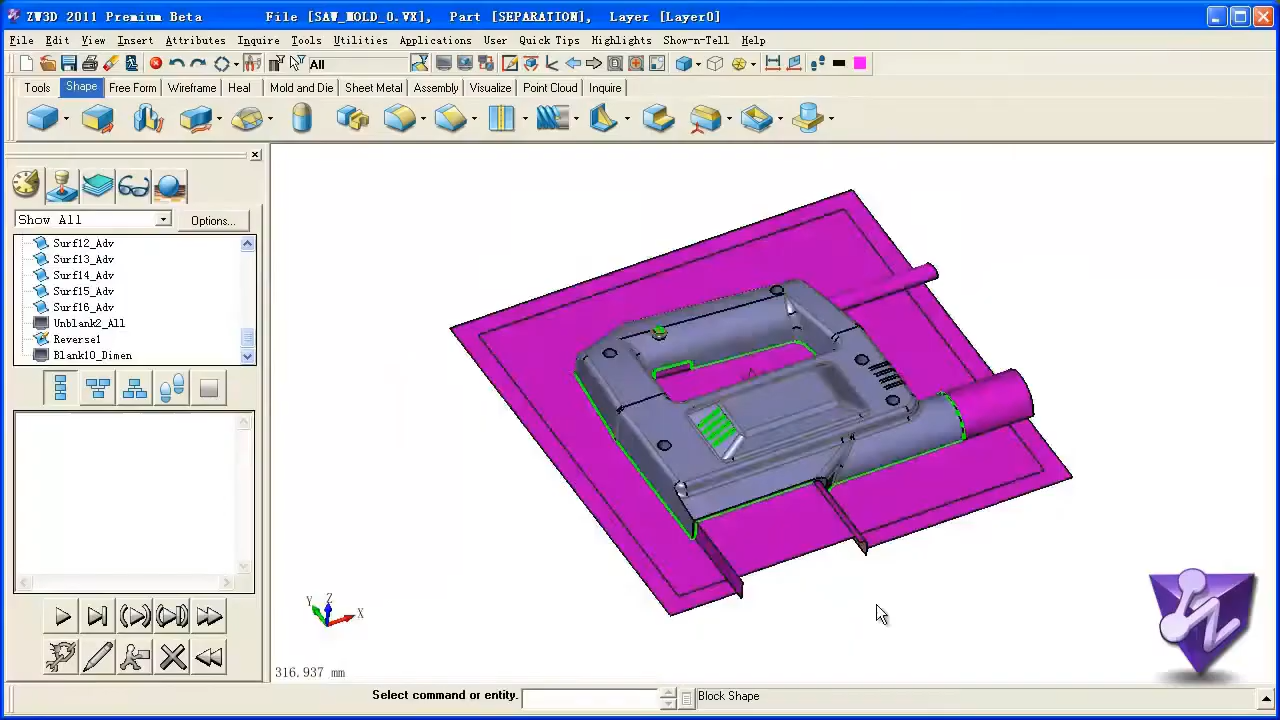 ZW3D 2011 Premium Beta File [SAW_MOLD_0.VX], Part [SEPARATION], Layer [Layer0]
File Edit View Insert Attributes Inquire Tools Utilities Applications User Quick Tips Highlights Show-n-Tell Help
All
Tools Shape Free Form Wireframe Heal Mold and Die Sheet Metal Assembly Visualize Point Cloud Inquire
Show All Options...
Surf12_Adv
Surf13_Adv
Surf14_Adv
Surf15_Adv
Surf16_Adv
Unblank2_All
Reverse1
Blank10_Dimen
Y Z X
316.937 mm
Select command or entity. Block Shape